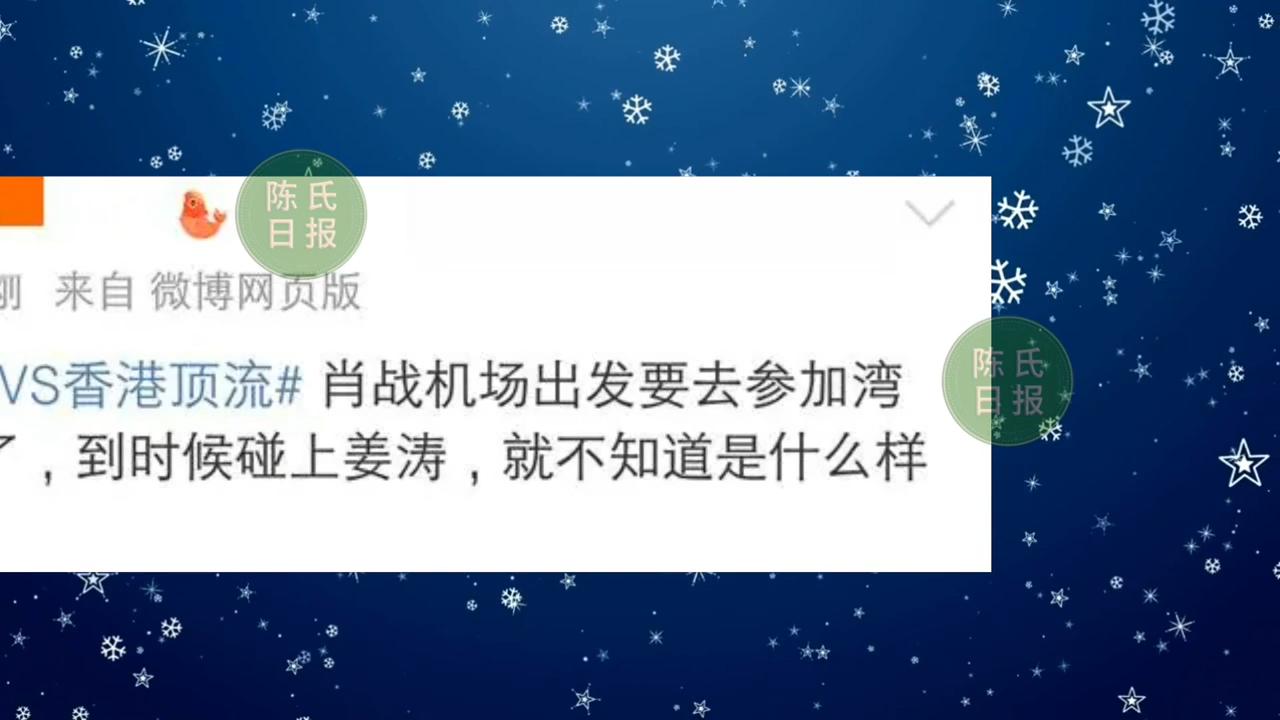 陈氏
日报
刚 来自 微博网页版
VS香港顶流# 肖战机场出发要去参加湾
陈氏
日报
了，到时候碰上姜涛，就不知道是什么样